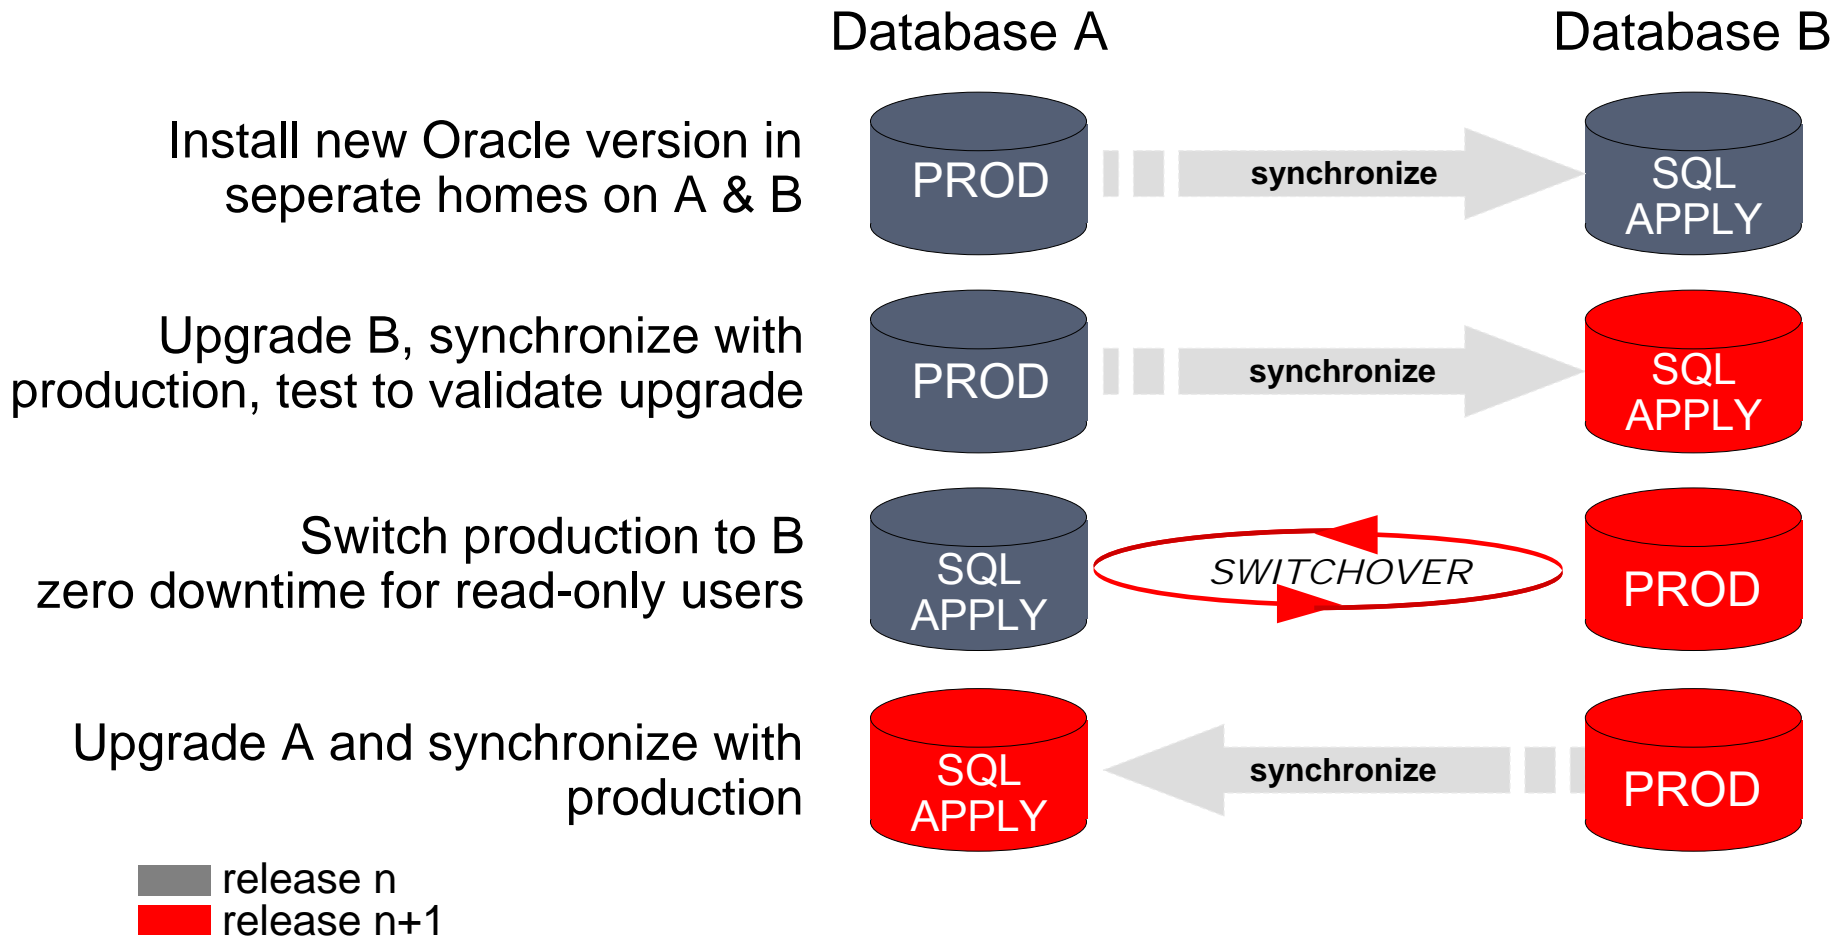 Database A
Database B
Install new Oracle version in
seperate homes on A & B
PROD
synchronize
SQL
APPLY
Upgrade B, synchronize with
production, test to validate upgrade
PROD
synchronize
SQL
APPLY
Switch production to B
zero downtime for read-only users
SQL
APPLY
SWITCHOVER
PROD
Upgrade A and synchronize with
production
SQL
APPLY
synchronize
PROD
release n
release n+1